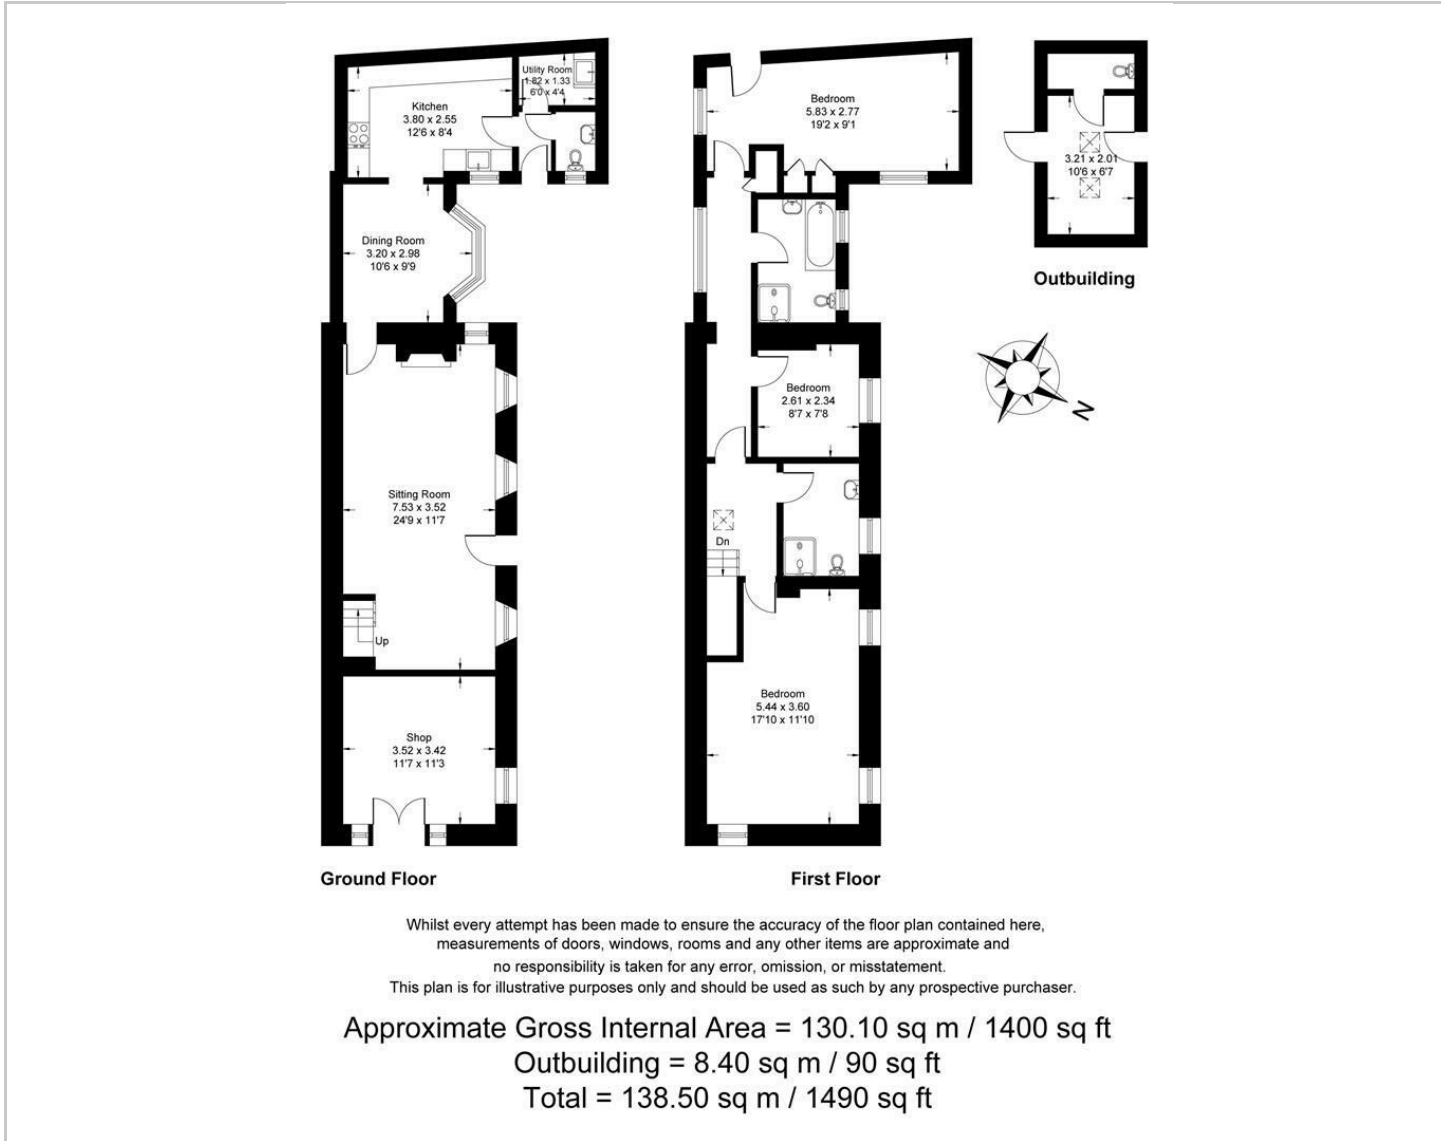 Utility Room
1.82 x 1.33
6'0 x 4'4
Kitchen
3.80 x 2.55
12'6 x 8'4
Dining Room
3.20 x 2.98
10'6 x 9'9
Sitting Room
7.53 x 3.52
24'9 x 11'7
Up
Shop
3.52 x 3.42
11'7 x 11'3
Ground Floor
Bedroom
5.83 x 2.77
19'2 x 9'1
Bedroom
2.61 x 2.34
8'7 x 7'8
Dn
Bedroom
5.44 x 3.60
17'10 x 11'10
First Floor
3.21 x 2.01
10'6 x 6'7
Outbuilding
N
Whilst every attempt has been made to ensure the accuracy of the floor plan contained here,
measurements of doors, windows, rooms and any other items are approximate and
no responsibility is taken for any error, omission, or misstatement.
This plan is for illustrative purposes only and should be used as such by any prospective purchaser.
Approximate Gross Internal Area = 130.10 sq m / 1400 sq ft
Outbuilding = 8.40 sq m / 90 sq ft
Total = 138.50 sq m / 1490 sq ft